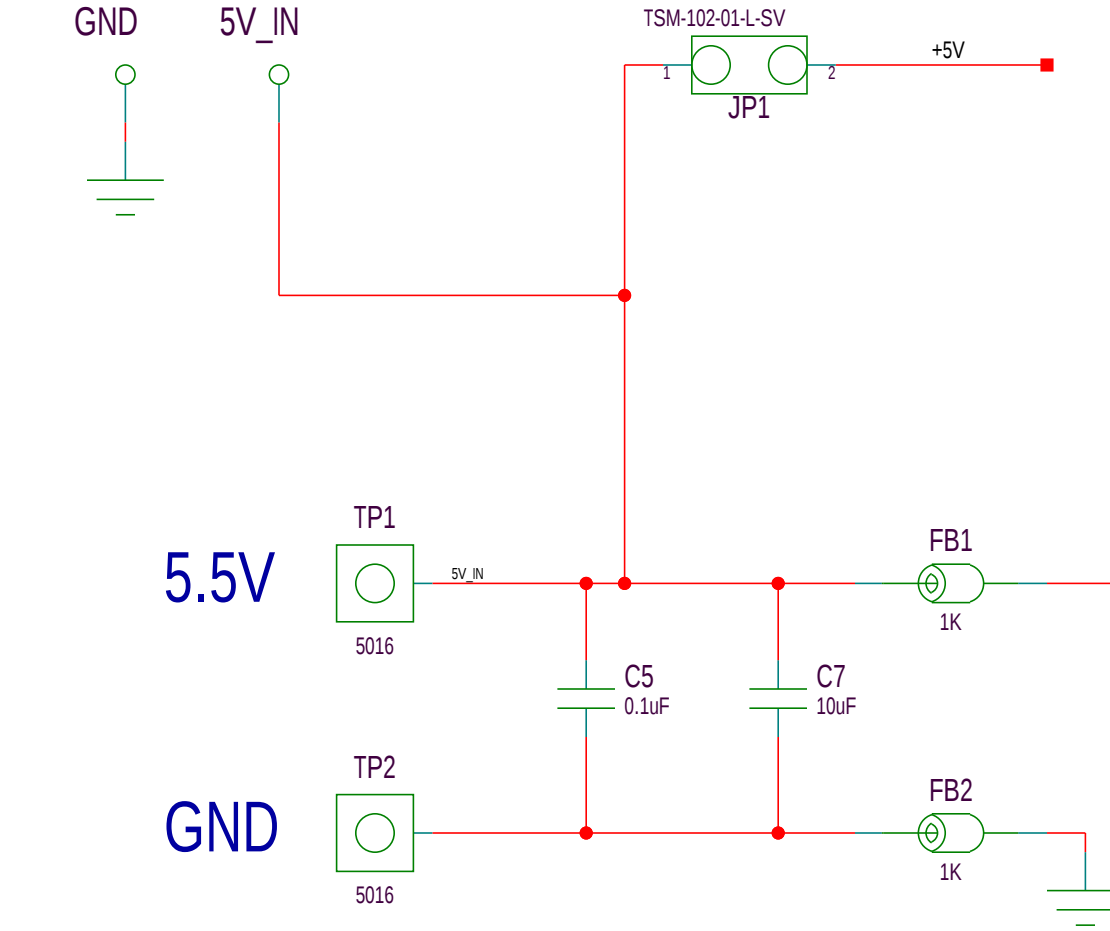 GND
5V_IN
TSM-102-01-L-SV
1
2
+5V
JP1
TP1
5.5V
5V_IN
FB1
5016
1K
C5
0.1uF
C7
10uF
TP2
GND
FB2
5016
1K